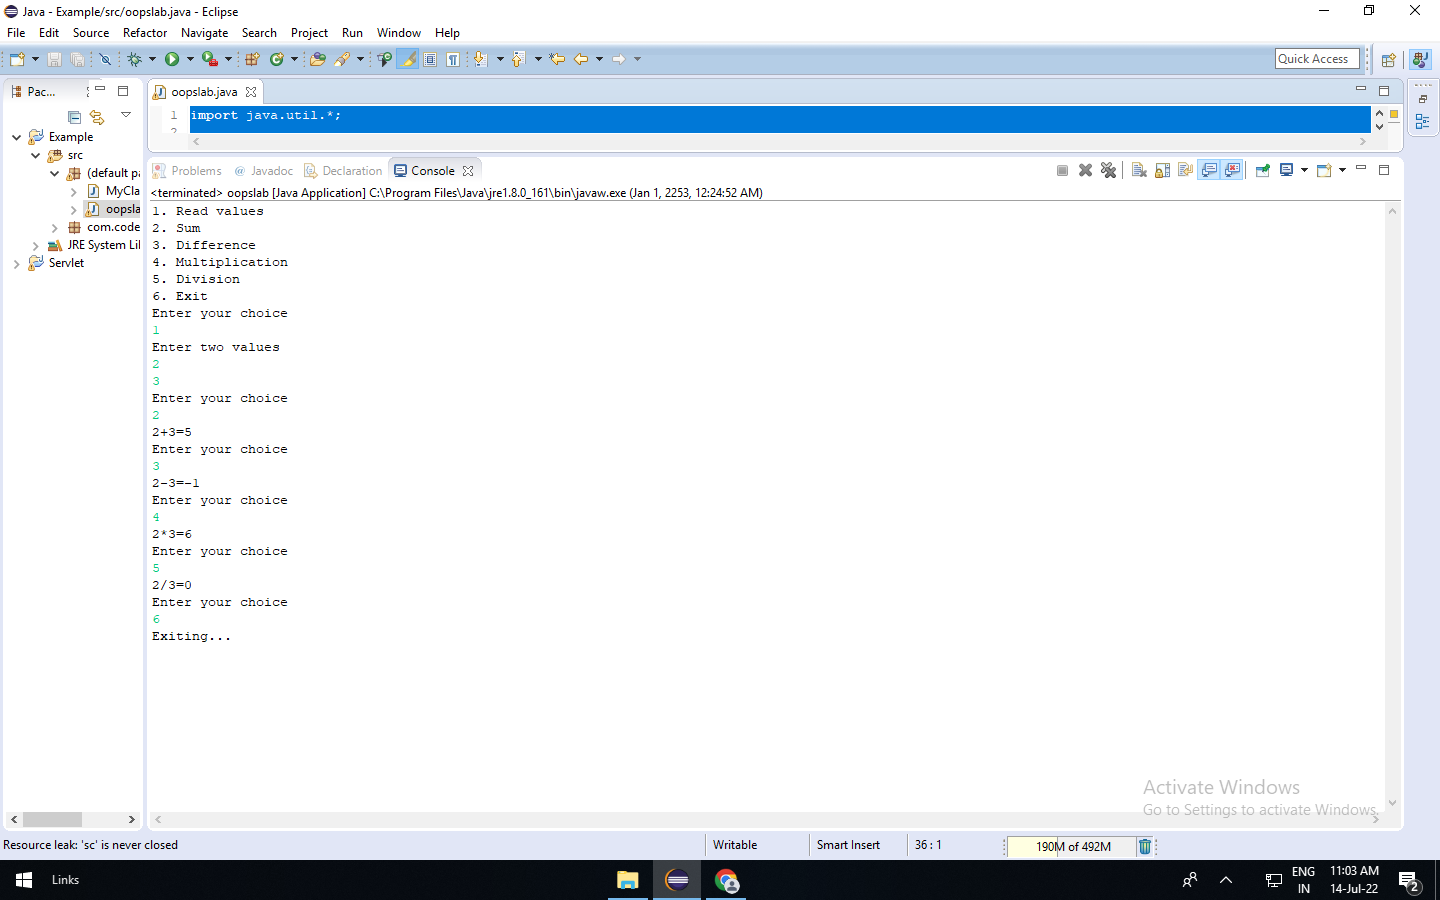 Java - Example/src/oopslab.java - Eclipse
File Edit Source Refactor Navigate Search Project Run Window Help
Quick Access
Pac...
oopslab.java
1 import java.util.*;
2
Example
src
(default pa
MyCla
oopsla
com.code
JRE System Lil
Servlet
Problems @ Javadoc Declaration Console
<terminated> oopslab [Java Application] C:\Program Files\Java\jre1.8.0_161\bin\javaw.exe (Jan 1, 2253, 12:24:52 AM)
1. Read values
2. Sum
3. Difference
4. Multiplication
5. Division
6. Exit
Enter your choice
1
Enter two values
2
3
Enter your choice
2
2+3=5
Enter your choice
3
2-3=-1
Enter your choice
4
2*3=6
Enter your choice
5
2/3=0
Enter your choice
6
Exiting...
Activate Windows
Go to Settings to activate Windows.
Resource leak: 'sc' is never closed
Writable
Smart Insert
36 : 1
190M of 492M
Links
ENG
IN
11:03 AM
14-Jul-22
2